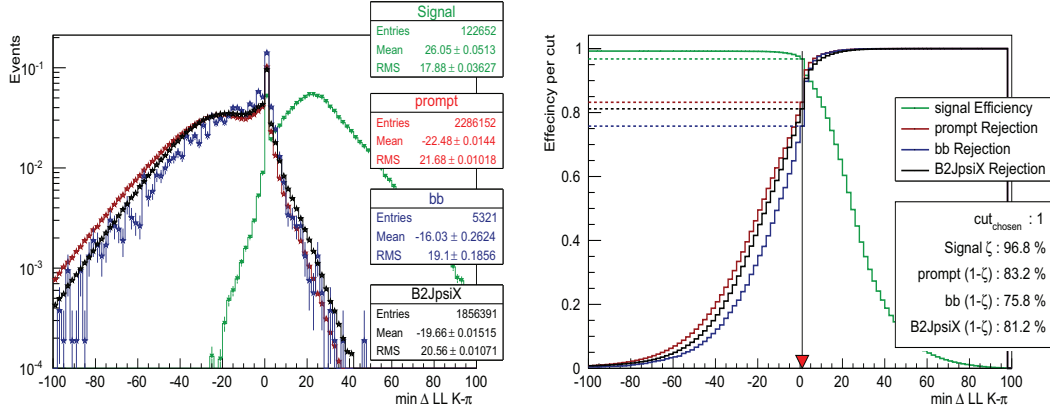 Events
10⁻¹
10⁻²
10⁻³
10⁻⁴
-100 -80 -60 -40 -20 0 20 40 60 80 100
min Δ LL K-π
Signal
Entries 122652
Mean 26.05 ± 0.0513
RMS 17.88 ± 0.03627
prompt
Entries 2286152
Mean -22.48 ± 0.0144
RMS 21.68 ± 0.01018
bb
Entries 5321
Mean -16.03 ± 0.2624
RMS 19.1 ± 0.1856
B2JpsiX
Entries 1856391
Mean -19.66 ± 0.01515
RMS 20.56 ± 0.01071
Effecincy per cut
1
0.8
0.6
0.4
0.2
0
-100 -80 -60 -40 -20 0 20 40 60 80 100
min Δ LL K-π
signal Efficiency
prompt Rejection
bb Rejection
B2JpsiX Rejection
cut_chosen : 1
Signal ζ : 96.8 %
prompt (1-ζ) : 83.2 %
bb (1-ζ) : 75.8 %
B2JpsiX (1-ζ) : 81.2 %